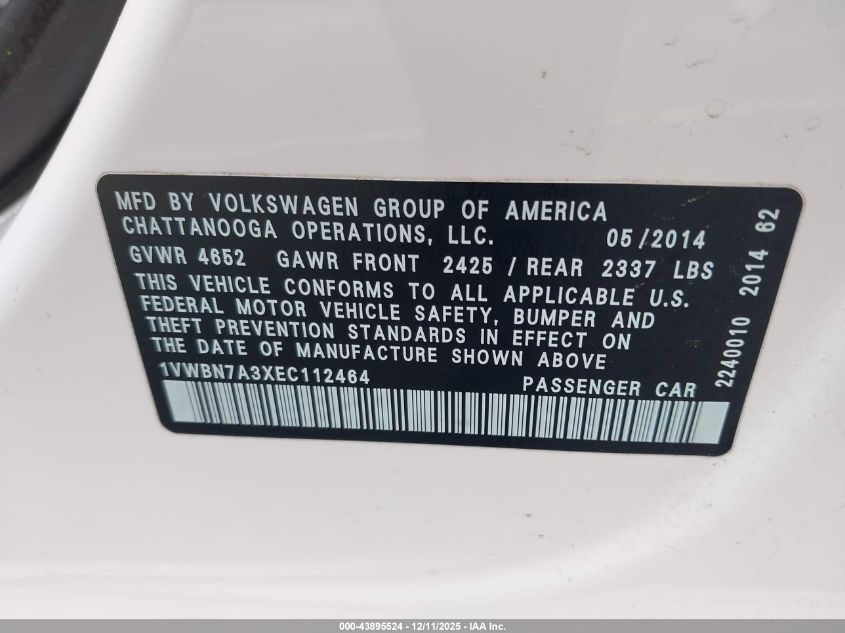 MFD BY VOLKSWAGEN GROUP OF AMERICA
CHATTANOOGA OPERATIONS, LLC. 05/2014
GVWR 4652 GAWR FRONT 2425 / REAR 2337 LBS
THIS VEHICLE CONFORMS TO ALL APPLICABLE U.S.
FEDERAL MOTOR VEHICLE SAFETY, BUMPER AND
THEFT PREVENTION STANDARDS IN EFFECT ON
THE DATE OF MANUFACTURE SHOWN ABOVE
1VWBN7A3XEC112464 PASSENGER CAR
2240010 2014 62
000-43895524 - 12/11/2025 - IAA Inc.